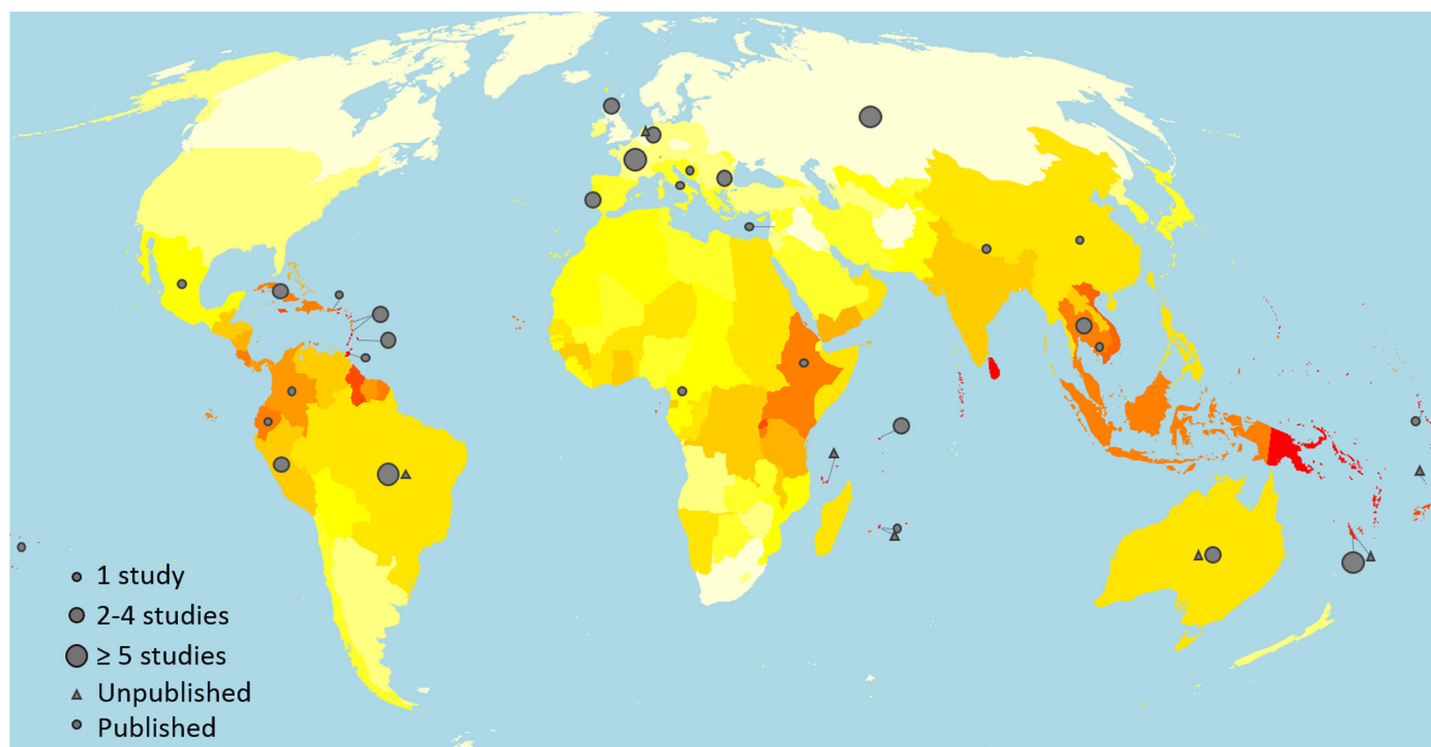 1 study
2-4 studies
≥ 5 studies
Unpublished
Published